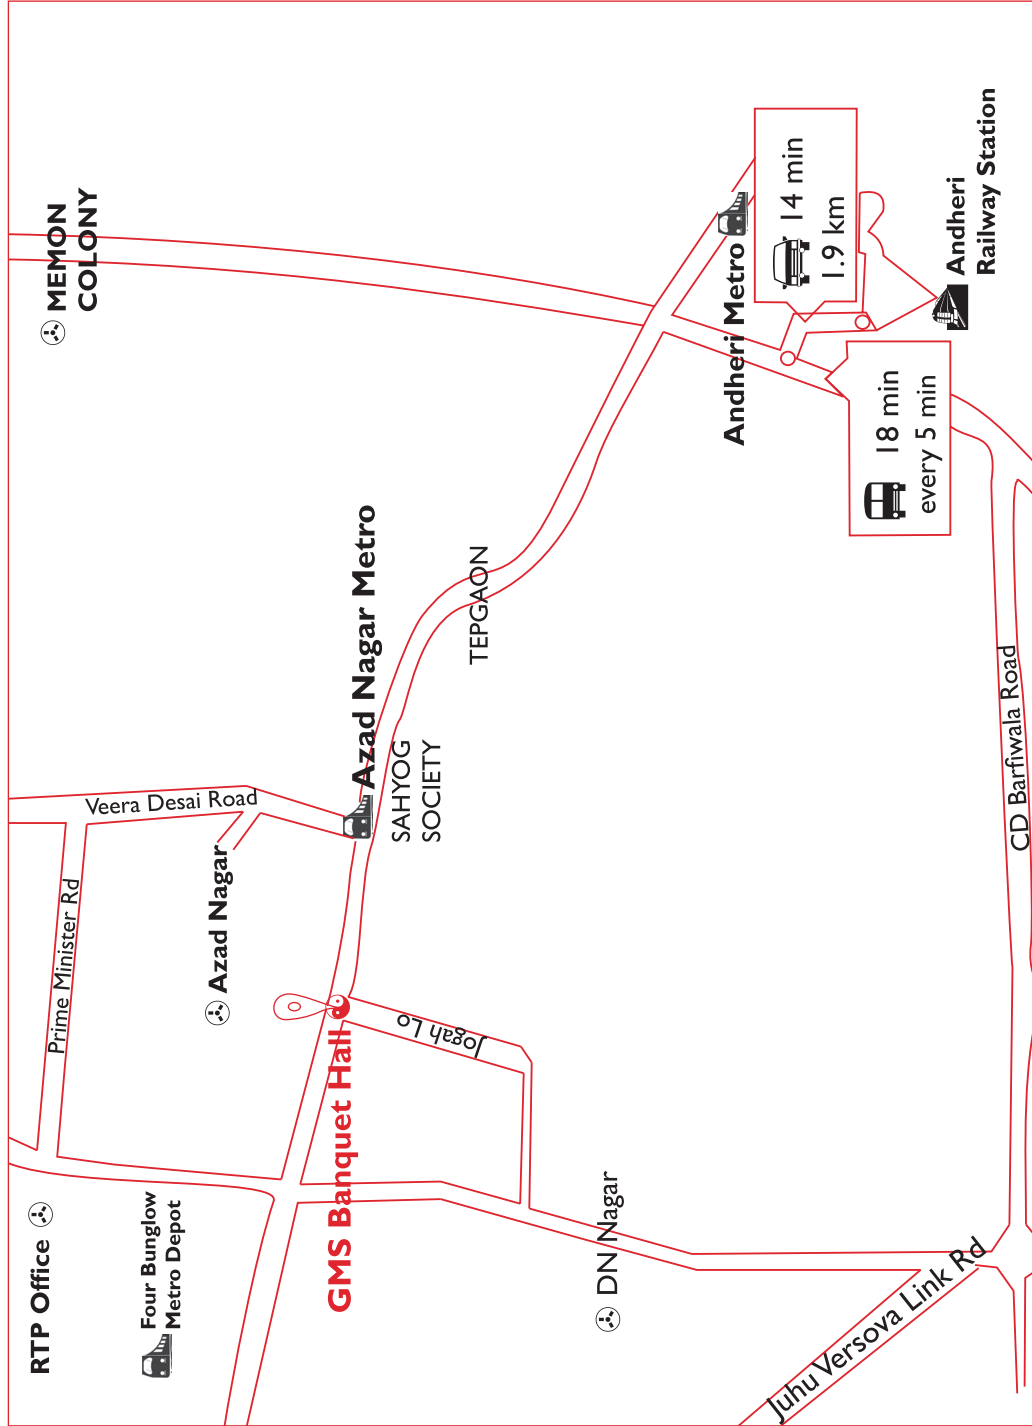 RTP Office
MEMON
COLONY
Four Bunglow
Metro Depot
Prime Minister Rd
Veera Desai Road
Azad Nagar
GMS Banquet Hall
Azad Nagar Metro
Jogah Lo
SAHYOG
SOCIETY
TEPGAON
DN Nagar
Andheri Metro
14 min
1.9 km
18 min
every 5 min
Andheri
Railway Station
Juhu Versova Link Rd
CD Barfiwala Road